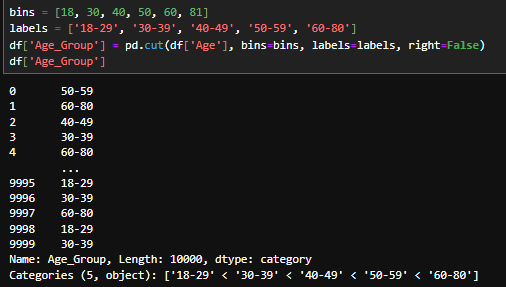 bins = [18, 30, 40, 50, 60, 81]
labels = ['18-29', '30-39', '40-49', '50-59', '60-80']
df['Age_Group'] = pd.cut(df['Age'], bins=bins, labels=labels, right=False)
df['Age_Group']
0       50-59
1       60-80
2       40-49
3       30-39
4       60-80
        ...
9995    18-29
9996    30-39
9997    60-80
9998    18-29
9999    30-39
Name: Age_Group, Length: 10000, dtype: category
Categories (5, object): ['18-29' < '30-39' < '40-49' < '50-59' < '60-80']